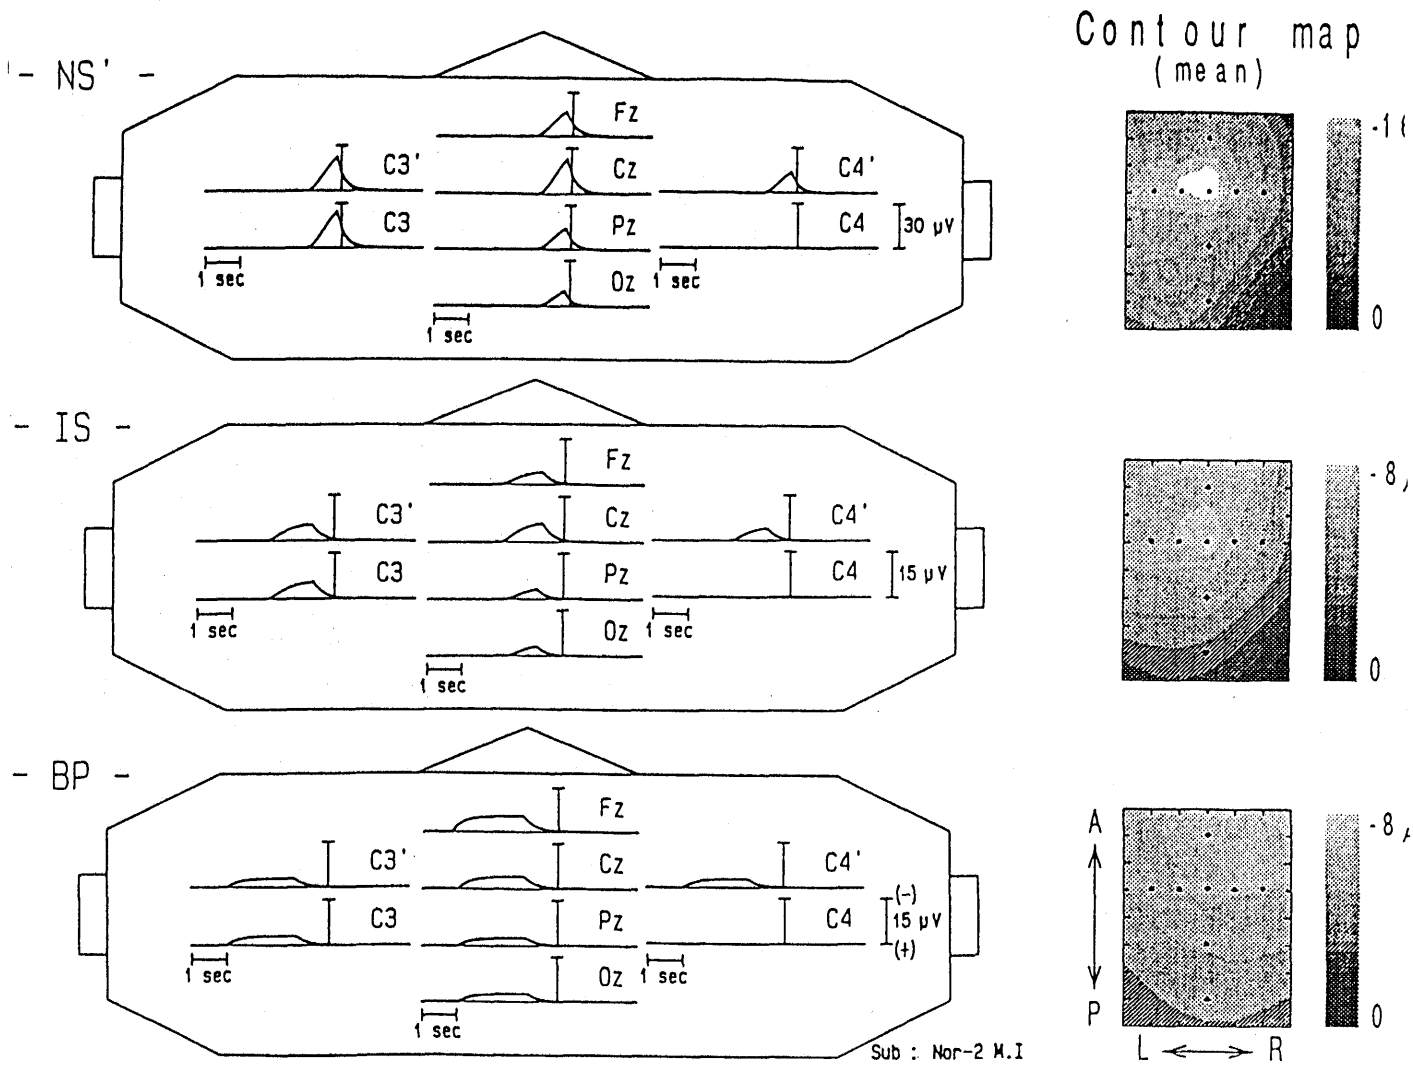 Contour map
(mean)
- NS' -
Fz
C3'
Cz
C4'
C3
Pz
C4
30 μV
1 sec
Oz
1 sec
1 sec
0
- IS -
Fz
C3'
Cz
C4'
C3
Pz
C4
15 μV
1 sec
Oz
1 sec
1 sec
-8
0
- BP -
Fz
C3'
Cz
C4'
C3
Pz
C4
(-)
15 μV
(+)
1 sec
Oz
1 sec
1 sec
A
P
L
R
-8
0
Sub : Nor-2 M.I